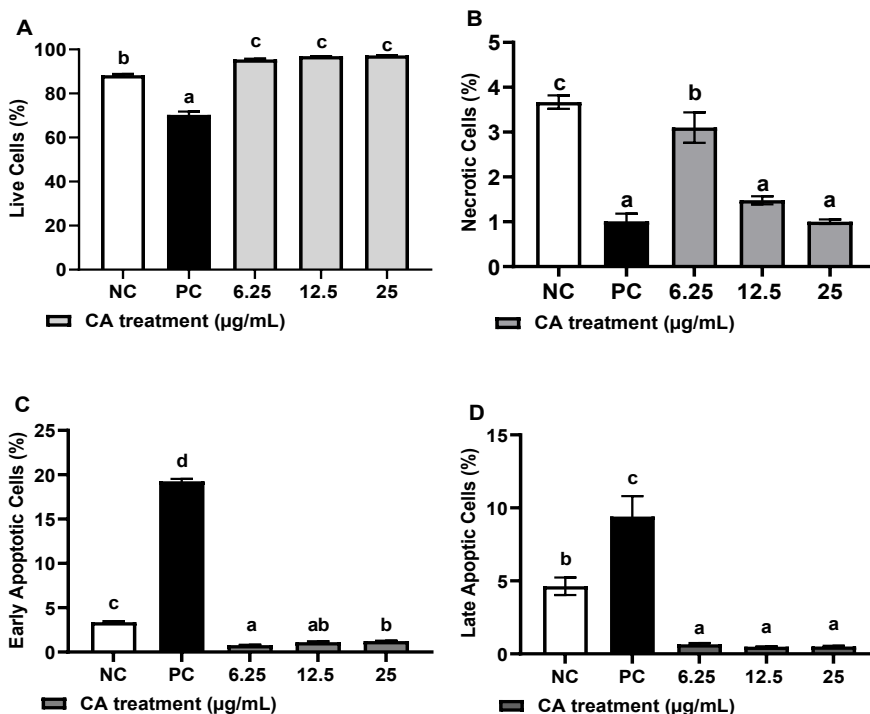 A
Live Cells (%)
100
80
60
40
20
0
b
a
c
c
c
NC PC 6.25 12.5 25
CA treatment (µg/mL)
B
Necrotic Cells (%)
5
4
3
2
1
0
c
a
b
a
a
NC PC 6.25 12.5 25
CA treatment (µg/mL)
C
Early Apoptotic Cells (%)
25
20
15
10
5
0
c
d
a
ab
b
NC PC 6.25 12.5 25
CA treatment (µg/mL)
D
Late Apoptic Cells (%)
15
10
5
0
b
c
a
a
a
NC PC 6.25 12.5 25
CA treatment (µg/mL)